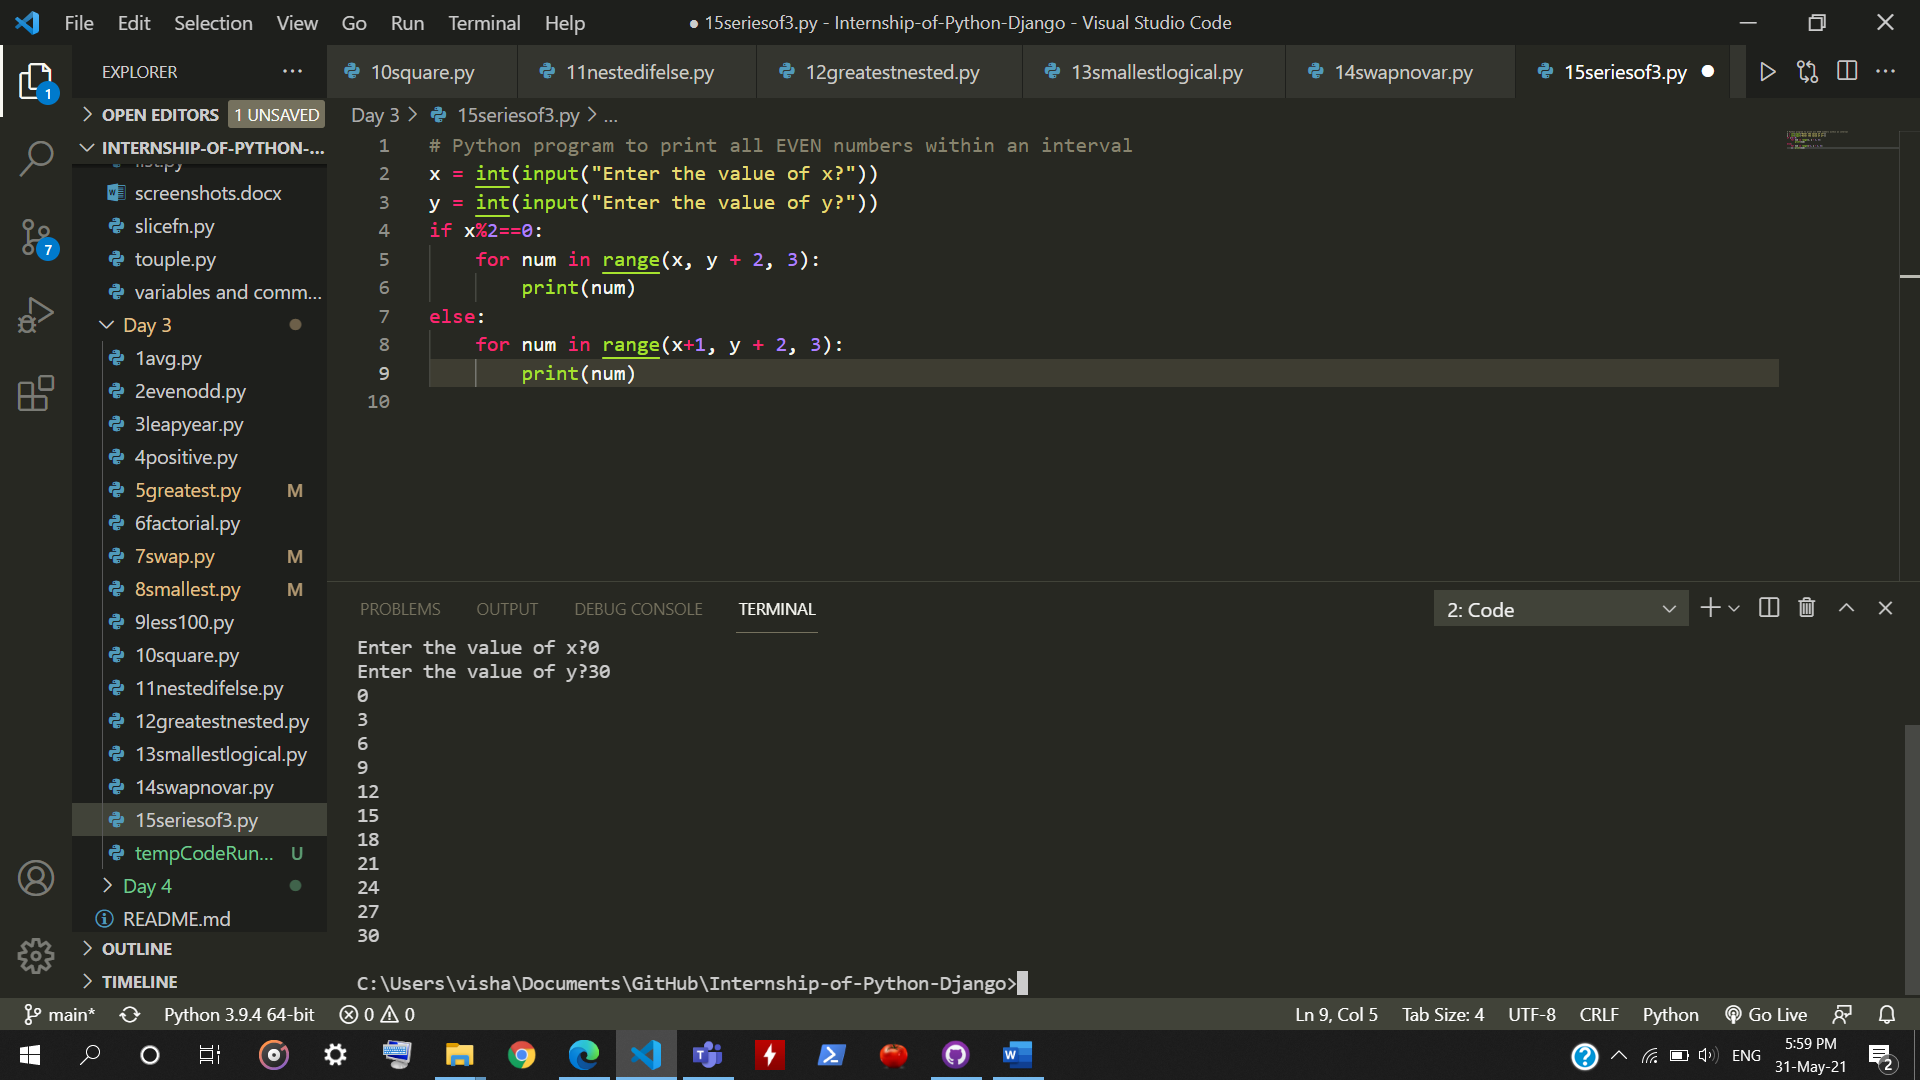 File Edit Selection View Go Run Terminal Help
● 15seriesof3.py - Internship-of-Python-Django - Visual Studio Code
EXPLORER
10square.py 11nestedifelse.py 12greatestnested.py 13smallestlogical.py 14swapnovar.py 15seriesof3.py
1
OPEN EDITORS 1 UNSAVED
INTERNSHIP-OF-PYTHON-...
list.py
screenshots.docx
slicefn.py
7
touple.py
variables and comm...
Day 3
1avg.py
2evenodd.py
3leapyear.py
4positive.py
5greatest.py M
6factorial.py
7swap.py M
8smallest.py M
9less100.py
10square.py
11nestedifelse.py
12greatestnested.py
13smallestlogical.py
14swapnovar.py
15seriesof3.py
tempCodeRun... U
Day 4
README.md
OUTLINE
TIMELINE
Day 3 > 15seriesof3.py > ...
1 # Python program to print all EVEN numbers within an interval
2 x = int(input("Enter the value of x?"))
3 y = int(input("Enter the value of y?"))
4 if x%2==0:
5     for num in range(x, y + 2, 3):
6         print(num)
7 else:
8     for num in range(x+1, y + 2, 3):
9         print(num)
10
PROBLEMS OUTPUT DEBUG CONSOLE TERMINAL
2: Code
Enter the value of x?0
Enter the value of y?30
0
3
6
9
12
15
18
21
24
27
30
C:\Users\visha\Documents\GitHub\Internship-of-Python-Django>
main* Python 3.9.4 64-bit 0 0
Ln 9, Col 5 Tab Size: 4 UTF-8 CRLF Python Go Live
ENG
5:59 PM
31-May-21
2